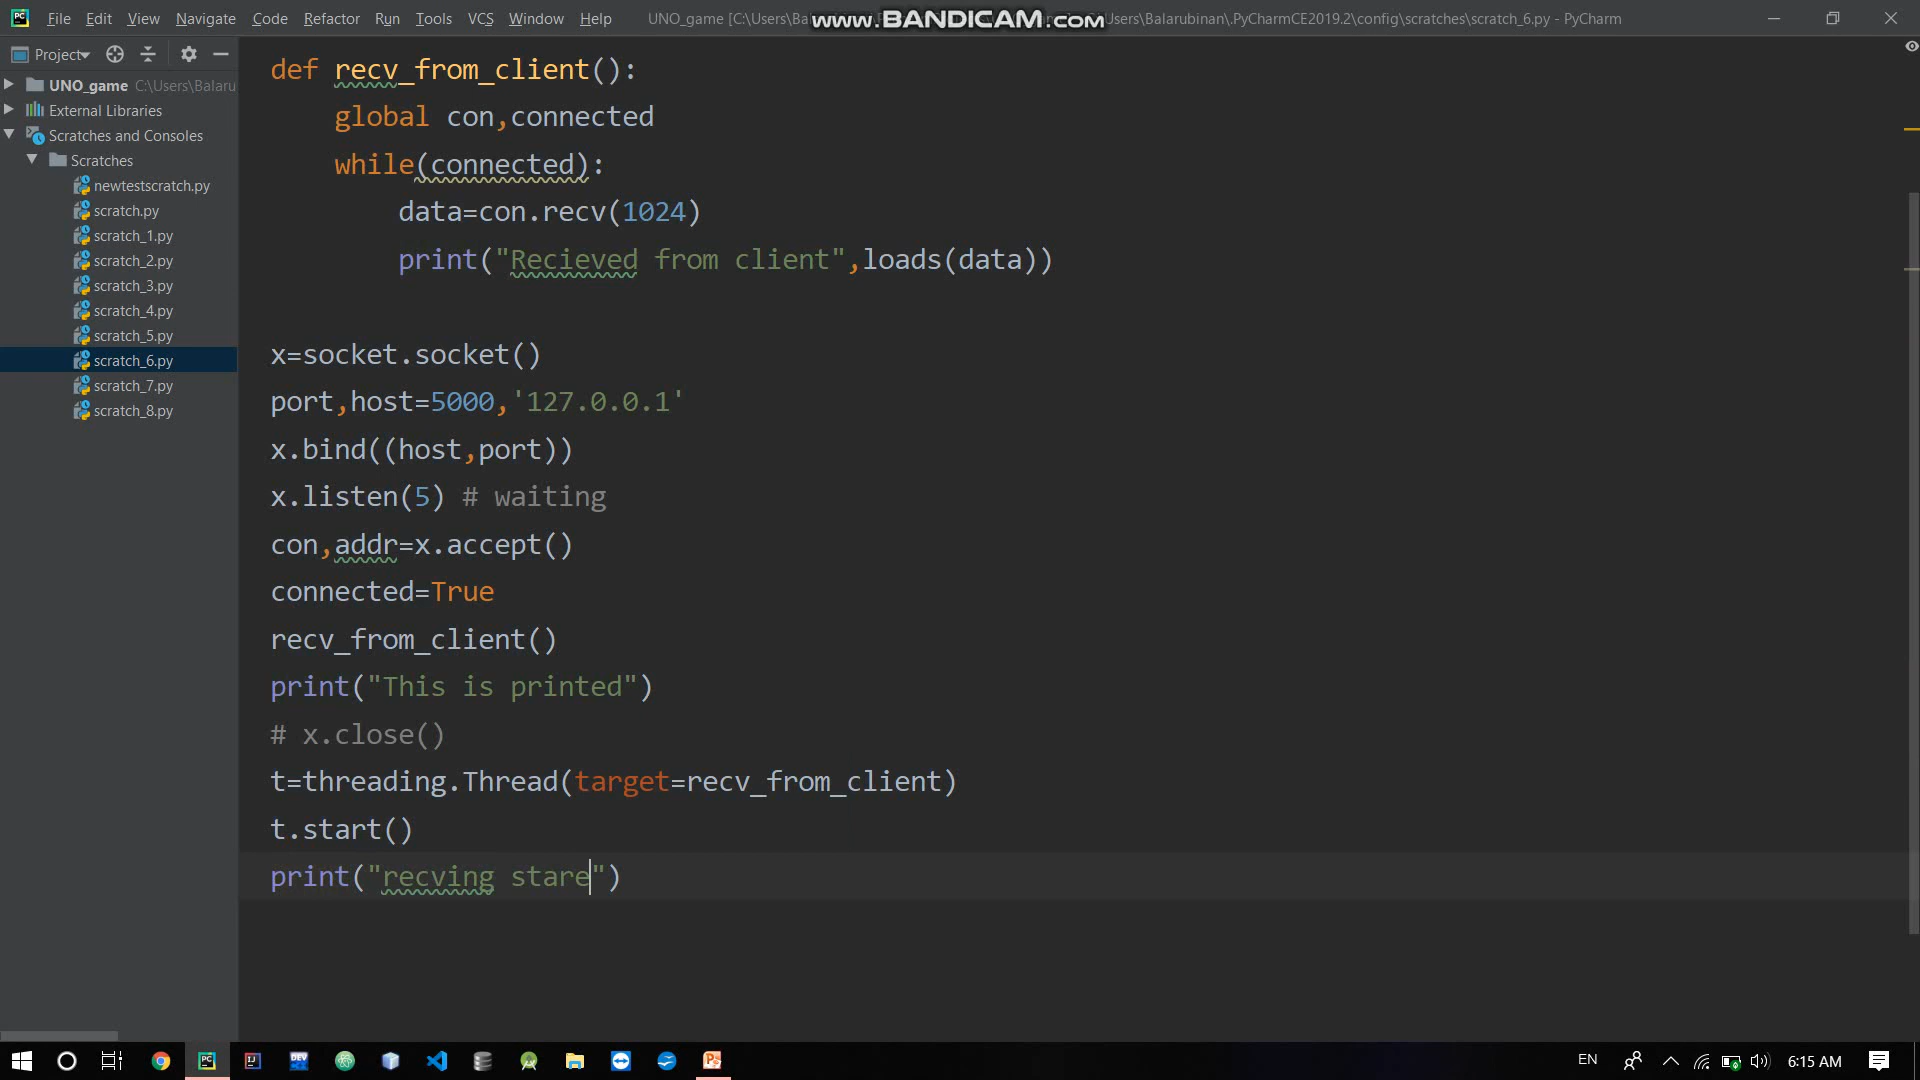 File Edit View Navigate Code Refactor Run Tools VCS Window Help UNO_game [C:\Users\ www.BANDICAM.com Users\Balarubinan\.PyCharmCE2019.2\config\scratches\scratch_6.py - PyCharm
Project
UNO_game C:\Users\Balaru
External Libraries
Scratches and Consoles
Scratches
newtestscratch.py
scratch.py
scratch_1.py
scratch_2.py
scratch_3.py
scratch_4.py
scratch_5.py
scratch_6.py
scratch_7.py
scratch_8.py
def recv_from_client():
global con,connected
while(connected):
data=con.recv(1024)
print("Recieved from client",loads(data))
x=socket.socket()
port,host=5000,'127.0.0.1'
x.bind((host,port))
x.listen(5) # waiting
con,addr=x.accept()
connected=True
recv_from_client()
print("This is printed")
# x.close()
t=threading.Thread(target=recv_from_client)
t.start()
print("recving stare")
EN 6:15 AM